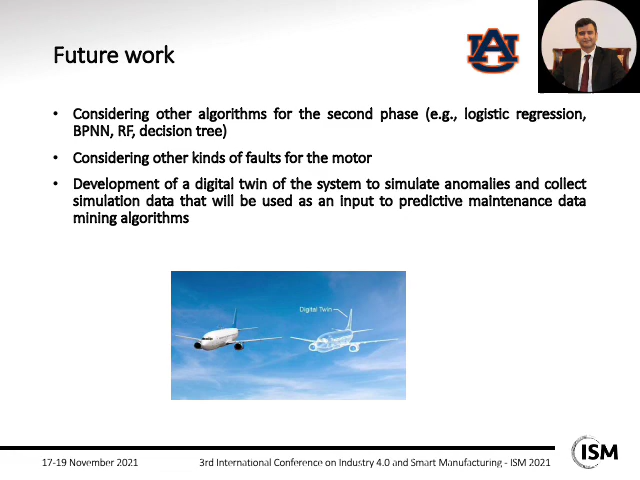 Future work
AU
• Considering other algorithms for the second phase (e.g., logistic regression,
BPNN, RF, decision tree)
• Considering other kinds of faults for the motor
• Development of a digital twin of the system to simulate anomalies and collect
simulation data that will be used as an input to predictive maintenance data
mining algorithms
Digital Twin
17-19 November 2021
3rd International Conference on Industry 4.0 and Smart Manufacturing - ISM 2021
ISM